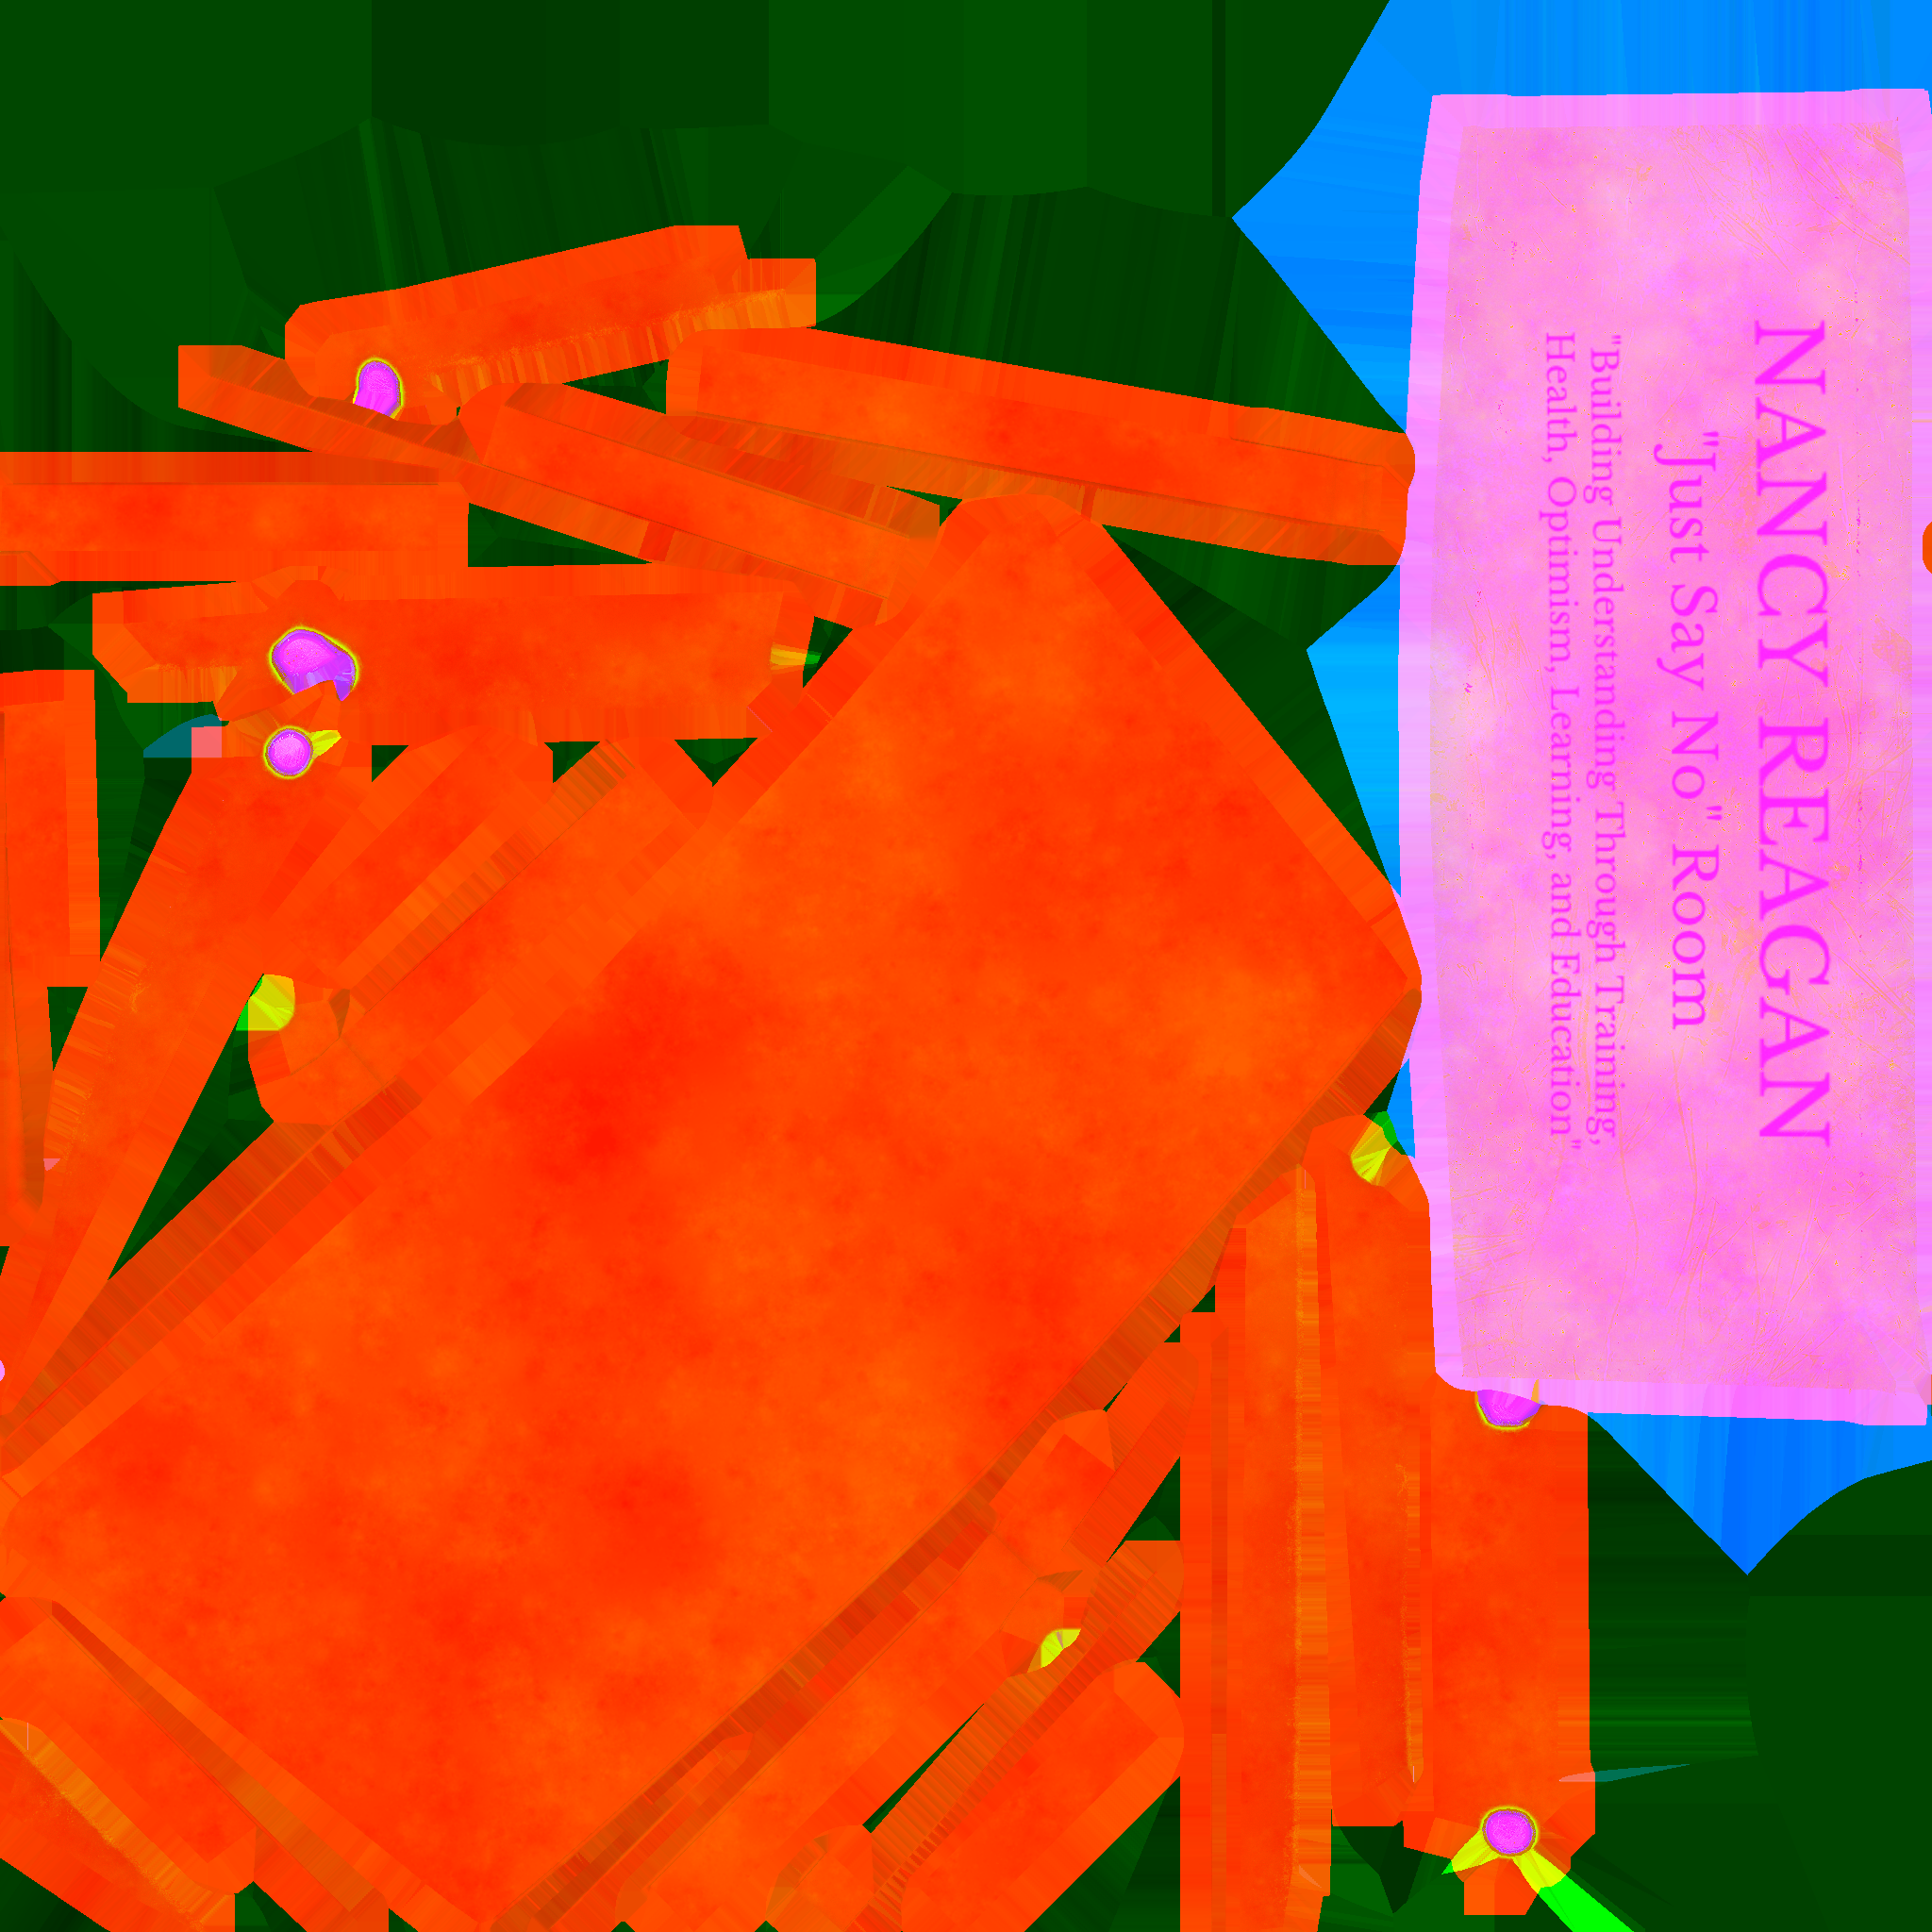 NANCY REAGAN
"Just Say No" Room
"Building Understanding Through Training,
Health, Optimism, Learning, and Education"